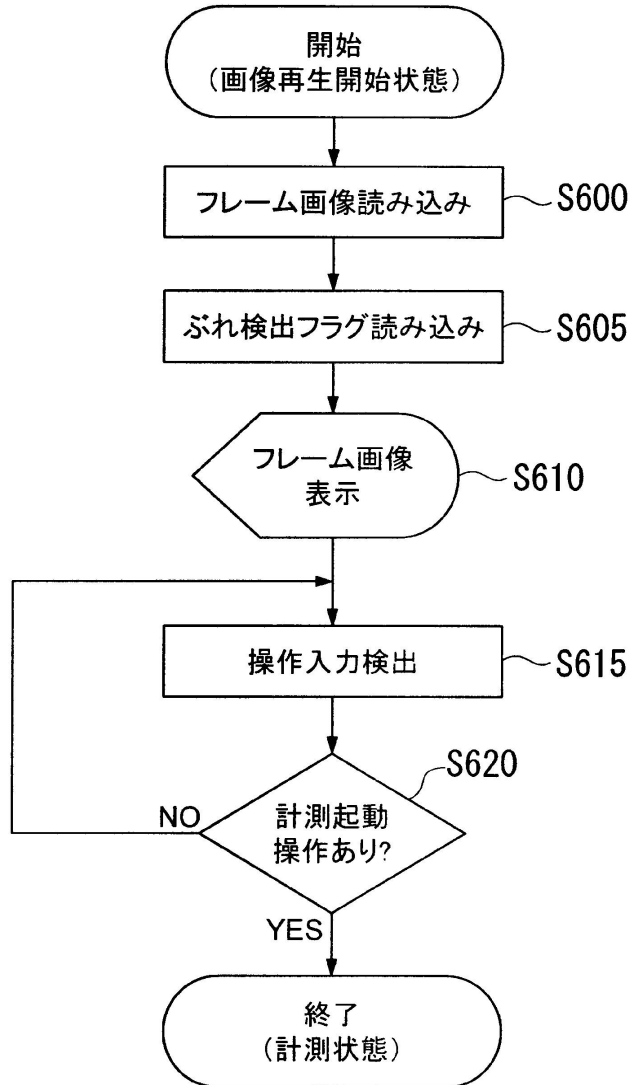 開始
(画像再生開始状態)
フレーム画像読み込み
S600
ぶれ検出フラグ読み込み
S605
フレーム画像
表示
S610
操作入力検出
S615
S620
計測起動
操作あり?
NO
YES
終了
(計測状態)